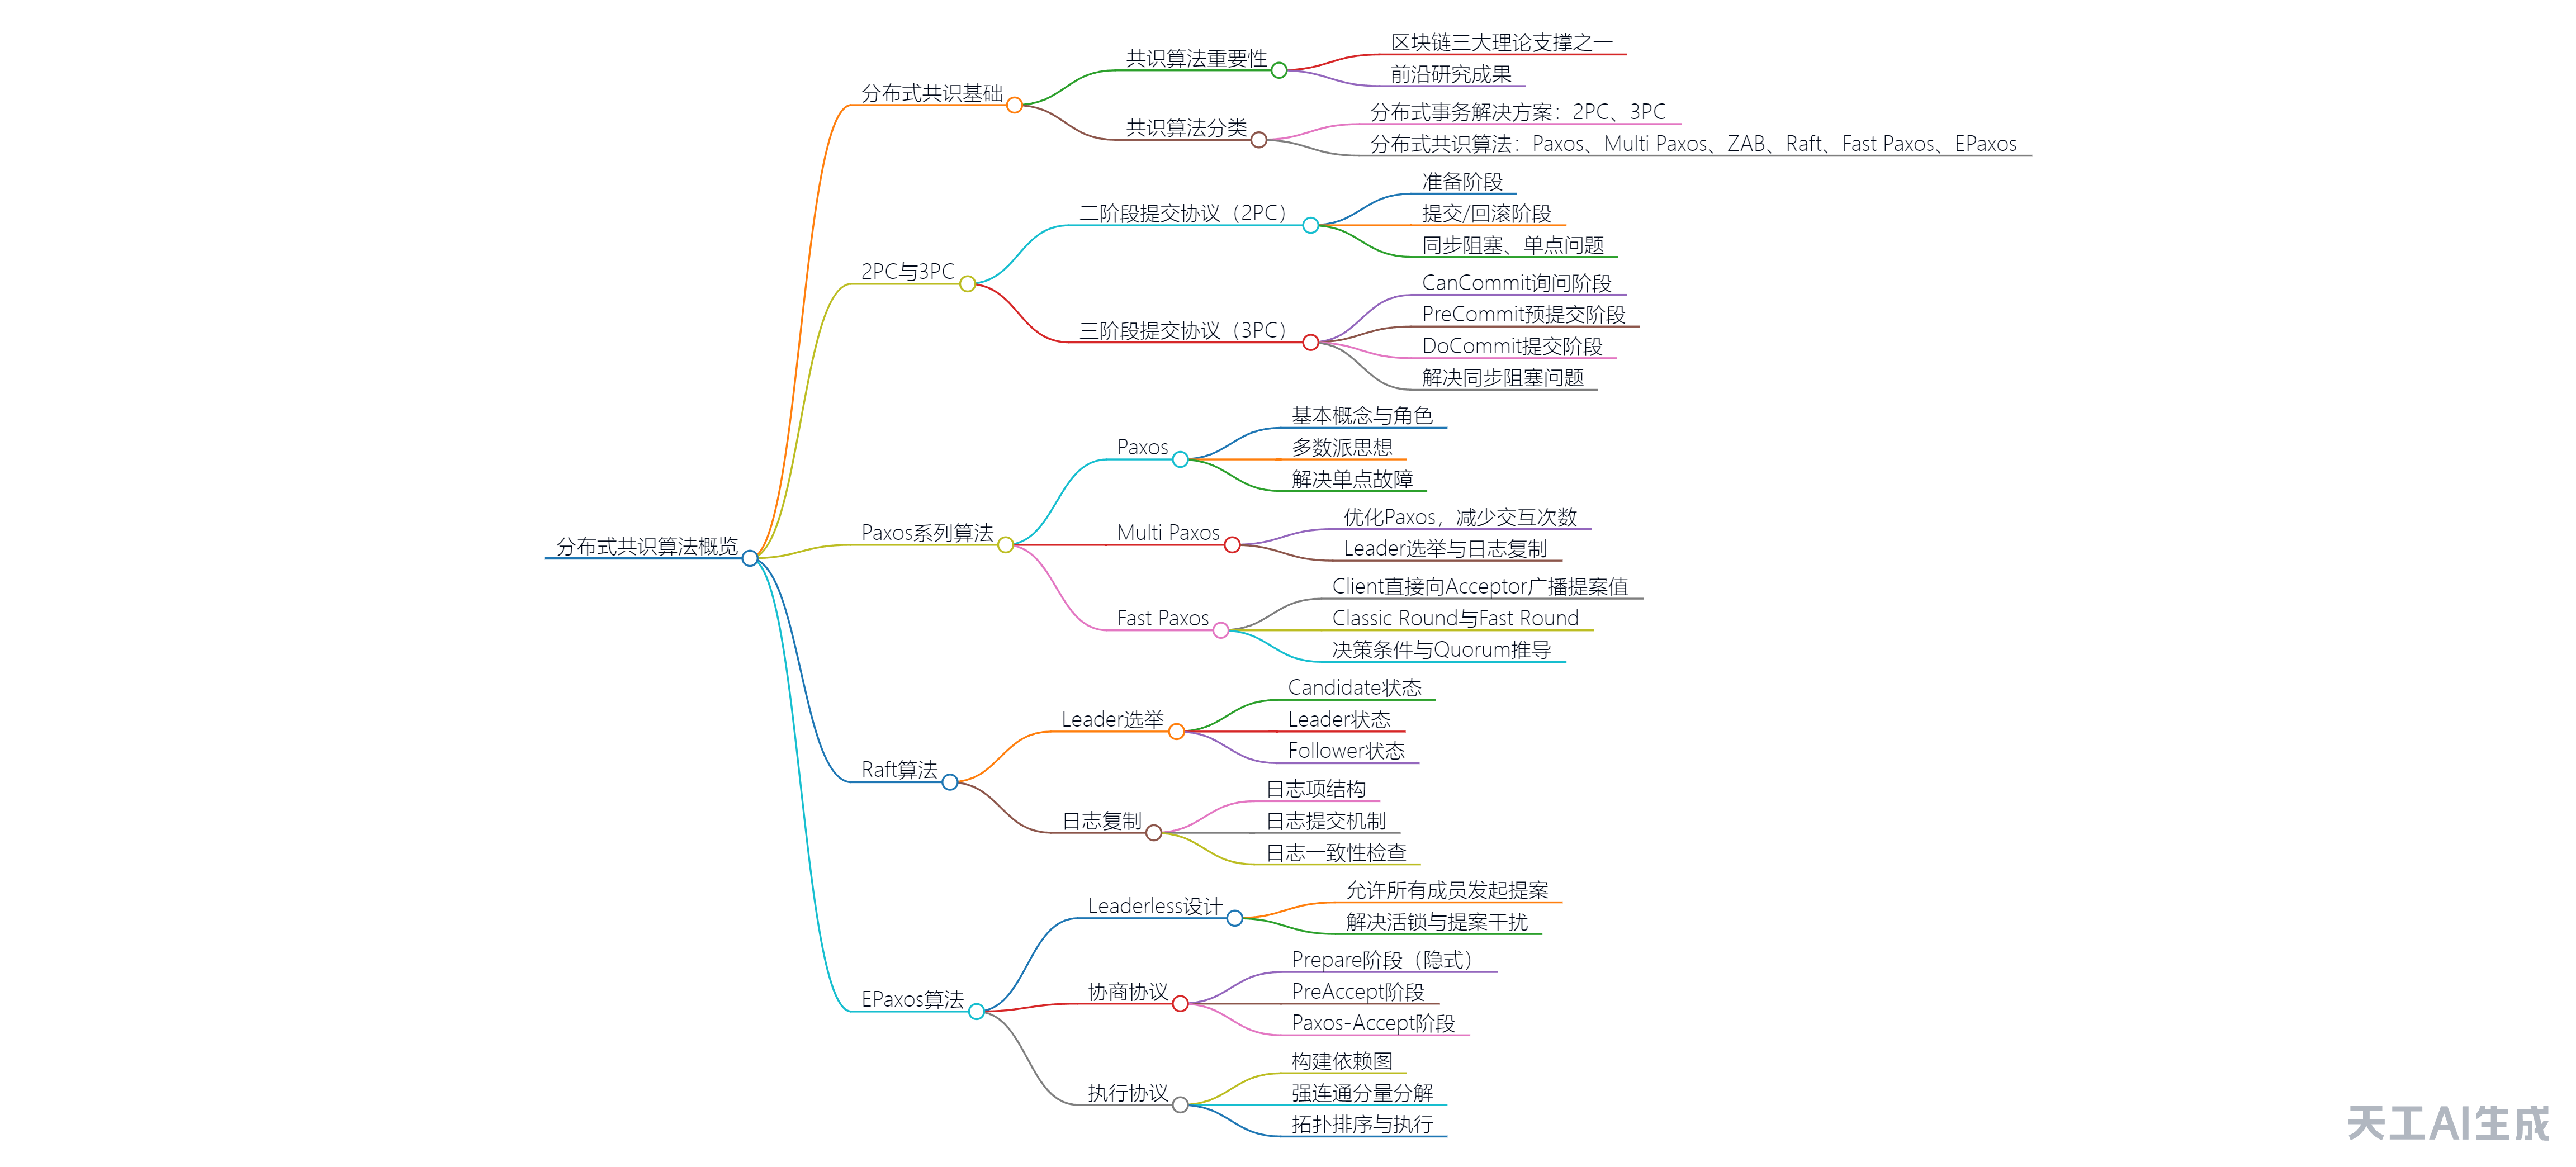 分布式共识算法概览
分布式共识基础
共识算法重要性
区块链三大理论支撑之一
前沿研究成果
共识算法分类
分布式事务解决方案：2PC、3PC
分布式共识算法：Paxos、Multi Paxos、ZAB、Raft、Fast Paxos、EPaxos
2PC与3PC
二阶段提交协议（2PC）
准备阶段
提交/回滚阶段
同步阻塞、单点问题
三阶段提交协议（3PC）
CanCommit询问阶段
PreCommit预提交阶段
DoCommit提交阶段
解决同步阻塞问题
Paxos系列算法
Paxos
基本概念与角色
多数派思想
解决单点故障
Multi Paxos
优化Paxos，减少交互次数
Leader选举与日志复制
Fast Paxos
Client直接向Acceptor广播提案值
Classic Round与Fast Round
决策条件与Quorum推导
Raft算法
Leader选举
Candidate状态
Leader状态
Follower状态
日志复制
日志项结构
日志提交机制
日志一致性检查
EPaxos算法
Leaderless设计
允许所有成员发起提案
解决活锁与提案干扰
协商协议
Prepare阶段（隐式）
PreAccept阶段
Paxos-Accept阶段
执行协议
构建依赖图
强连通分量分解
拓扑排序与执行
天工AI生成